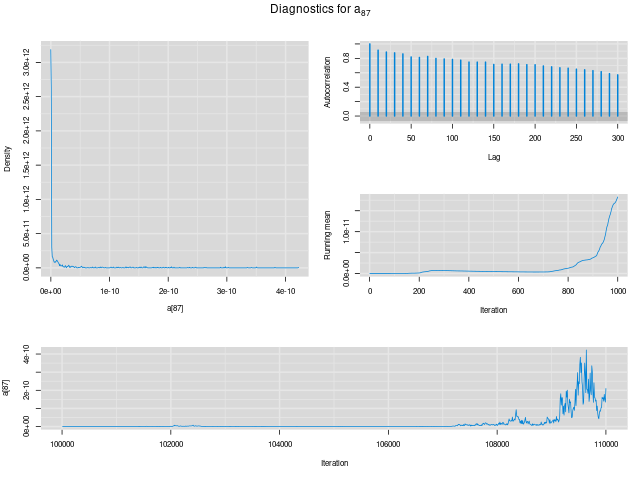 Diagnostics for a87
Density
0.0e+00 5.0e+11 1.0e+12 1.5e+12 2.0e+12 2.5e+12 3.0e+12
0e+00 1e-10 2e-10 3e-10 4e-10
a[87]
Autocorrelation
0.0 0.4 0.8
0 50 100 150 200 250 300
Lag
Running mean
0.0e+00 1.0e-11
0 200 400 600 800 1000
Iteration
a[87]
0e+00 2e-10 4e-10
100000 102000 104000 106000 108000 110000
Iteration